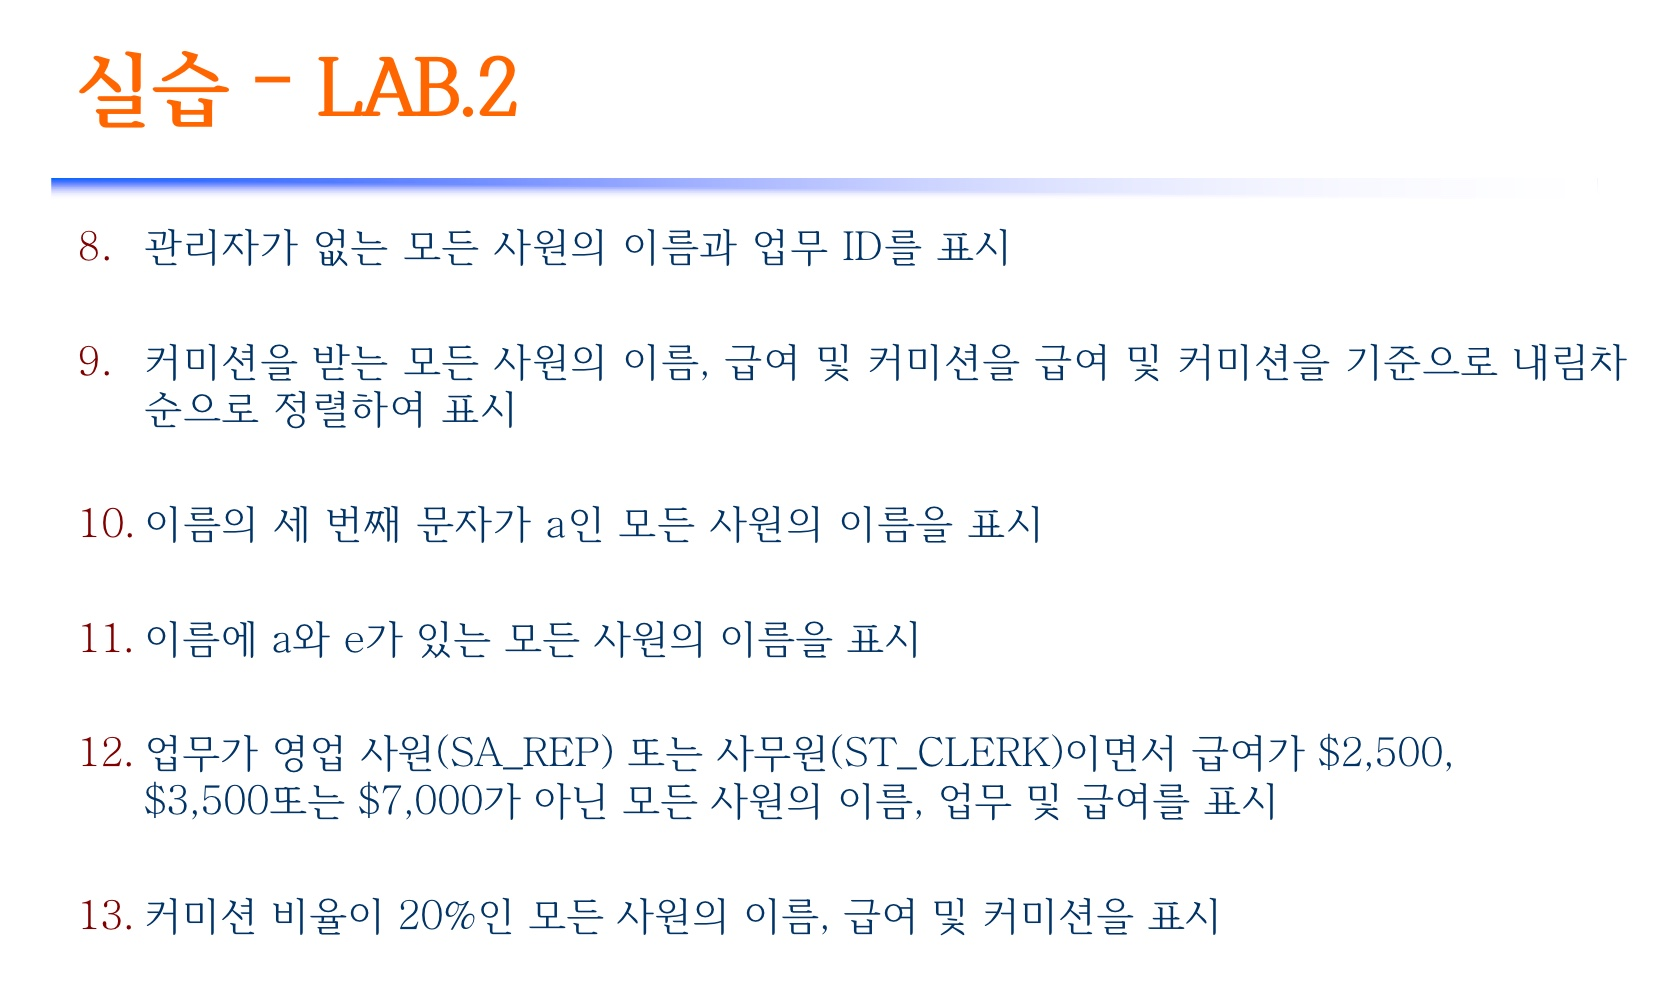 실습 - LAB.2
8. 관리자가 없는 모든 사원의 이름과 업무 ID를 표시
9. 커미션을 받는 모든 사원의 이름, 급여 및 커미션을 급여 및 커미션을 기준으로 내림차
순으로 정렬하여 표시
10. 이름의 세 번째 문자가 a인 모든 사원의 이름을 표시
11. 이름에 a와 e가 있는 모든 사원의 이름을 표시
12. 업무가 영업 사원(SA_REP) 또는 사무원(ST_CLERK)이면서 급여가 $2,500,
$3,500또는 $7,000가 아닌 모든 사원의 이름, 업무 및 급여를 표시
13. 커미션 비율이 20%인 모든 사원의 이름, 급여 및 커미션을 표시